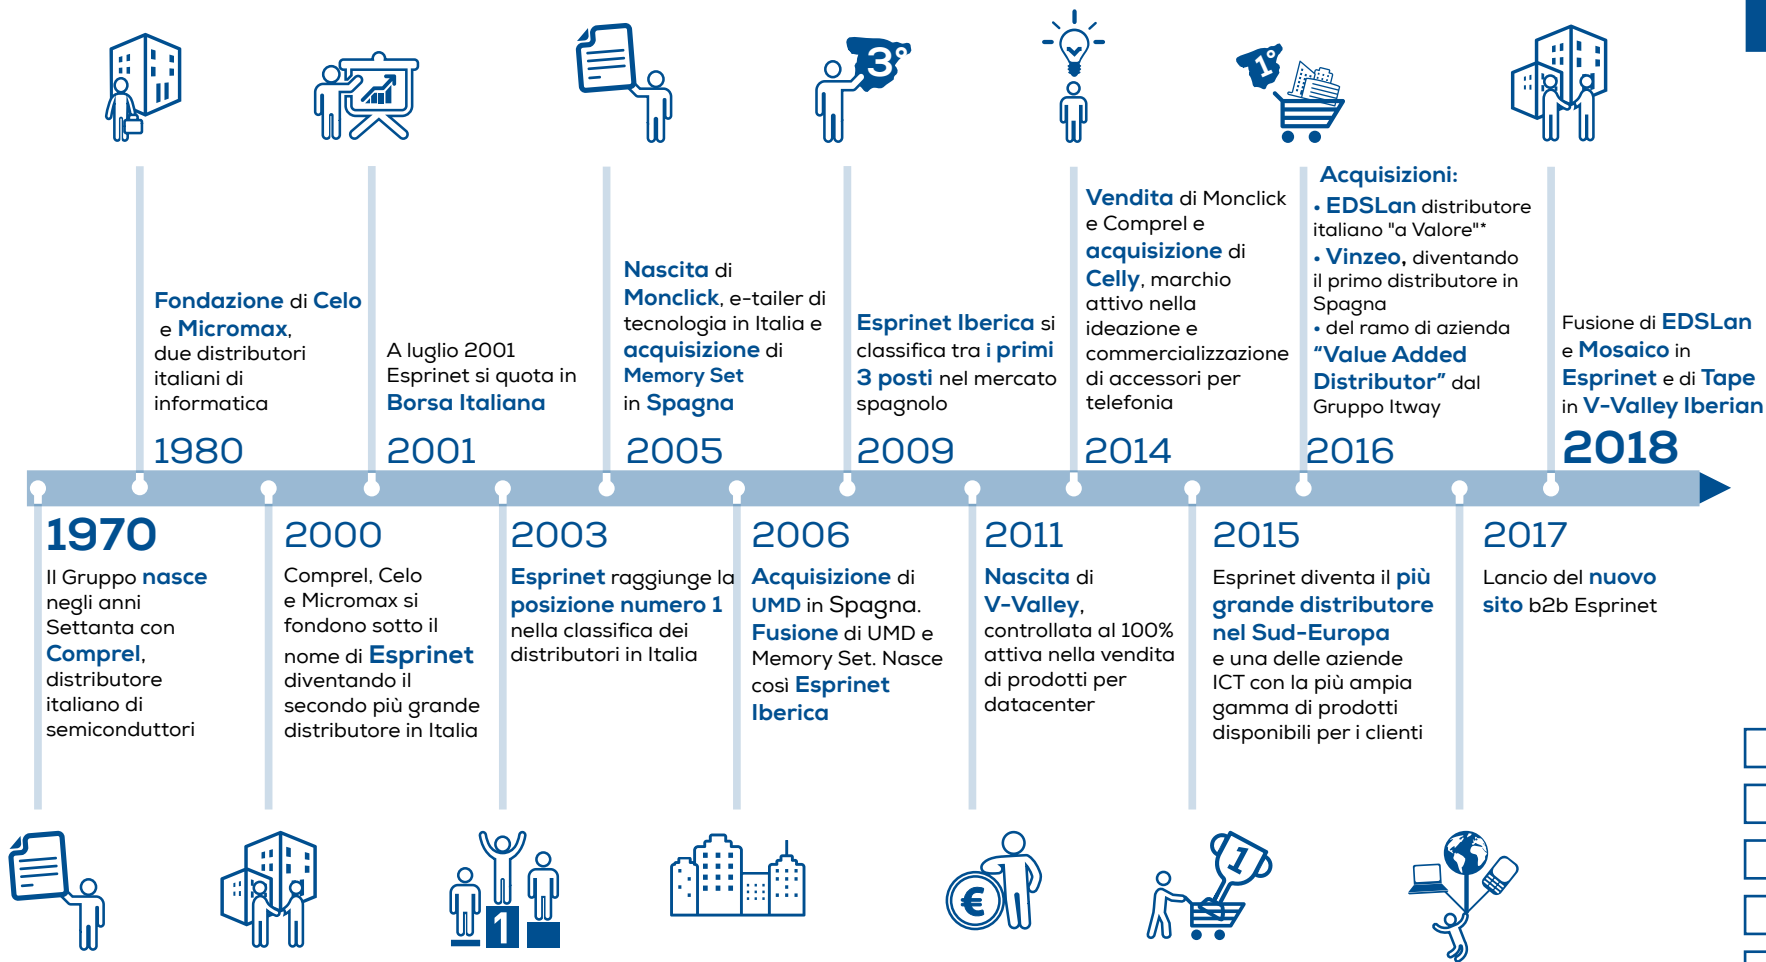 3°
1°
Fondazione di Celo
e Micromax,
due distributori
italiani di
informatica
1980
A luglio 2001
Esprinet si quota in
Borsa Italiana
2001
Nascita di
Monclick, e-tailer di
tecnologia in Italia e
acquisizione di
Memory Set
in Spagna
2005
Esprinet Iberica si
classifica tra i primi
3 posti nel mercato
spagnolo
2009
Vendita di Monclick
e Comprel e
acquisizione di
Celly, marchio
attivo nella
ideazione e
commercializzazione
di accessori per
telefonia
2014
Acquisizioni:
• EDSLan distributore
italiano "a Valore"*
• Vinzeo, diventando
il primo distributore in
Spagna
• del ramo di azienda
“Value Added
Distributor” dal
Gruppo Itway
2016
Fusione di EDSLan
e Mosaico in
Esprinet e di Tape
in V-Valley Iberian
2018
1970
Il Gruppo nasce
negli anni
Settanta con
Comprel,
distributore
italiano di
semiconduttori
2000
Comprel, Celo
e Micromax si
fondono sotto il
nome di Esprinet
diventando il
secondo più grande
distributore in Italia
2003
Esprinet raggiunge la
posizione numero 1
nella classifica dei
distributori in Italia
2006
Acquisizione di
UMD in Spagna.
Fusione di UMD e
Memory Set. Nasce
così Esprinet
Iberica
2011
Nascita di
V-Valley,
controllata al 100%
attiva nella vendita
di prodotti per
datacenter
2015
Esprinet diventa il più
grande distributore
nel Sud-Europa
e una delle aziende
ICT con la più ampia
gamma di prodotti
disponibili per i clienti
2017
Lancio del nuovo
sito b2b Esprinet
1
€
1